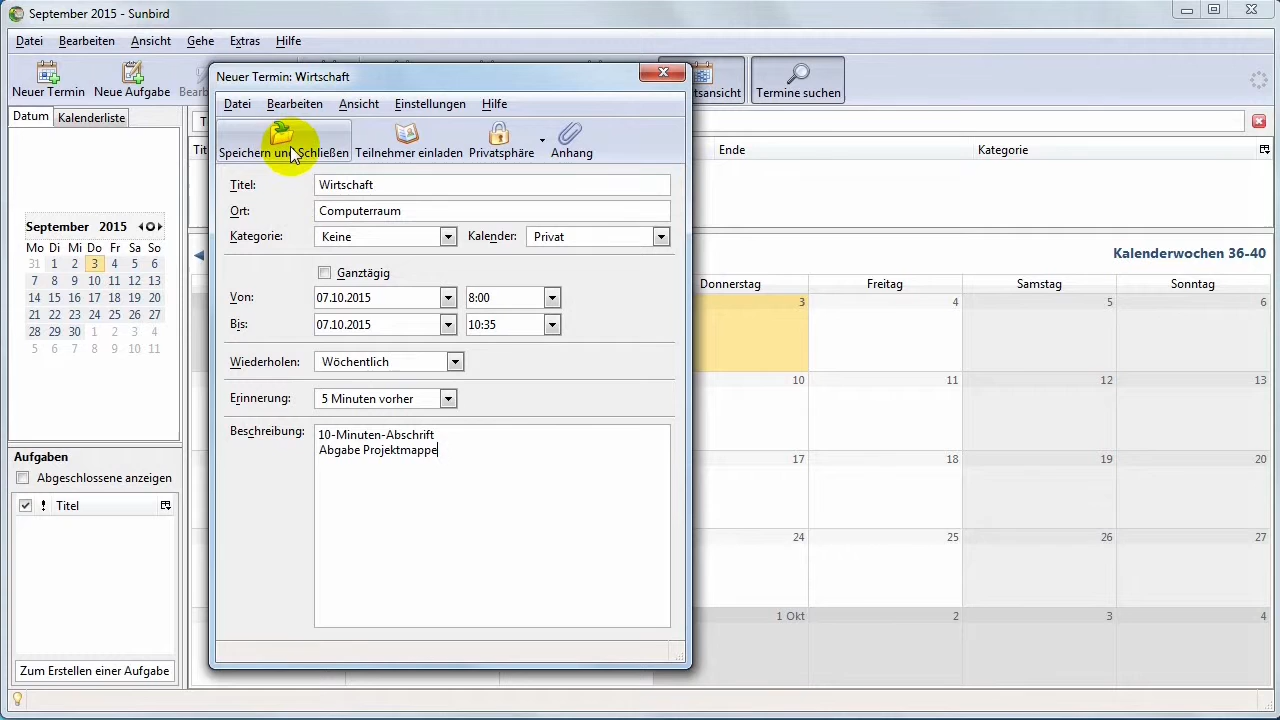 September 2015 - Sunbird
Datei Bearbeiten Ansicht Gehe Extras Hilfe
Neuer Termin Neue Aufgabe
Termine suchen
Datum Kalenderliste
Ende Kategorie
September 2015
Mo Di Mi Do Fr Sa So
31 1 2 3 4 5 6
7 8 9 10 11 12 13
14 15 16 17 18 19 20
21 22 23 24 25 26 27
28 29 30 1 2 3 4
5 6 7 8 9 10 11
Aufgaben
Abgeschlossene anzeigen
! Titel
Zum Erstellen einer Aufgabe
Neuer Termin: Wirtschaft
Datei Bearbeiten Ansicht Einstellungen Hilfe
Speichern und Schließen Teilnehmer einladen Privatsphäre Anhang
Titel: Wirtschaft
Ort: Computerraum
Kategorie: Keine Kalender: Privat
Ganztägig
Von: 07.10.2015 8:00
Bis: 07.10.2015 10:35
Wiederholen: Wöchentlich
Erinnerung: 5 Minuten vorher
Beschreibung: 10-Minuten-Abschrift
Abgabe Projektmappe
Kalenderwochen 36-40
Donnerstag Freitag Samstag Sonntag
3 4 5 6
10 11 12 13
17 18 19 20
24 25 26 27
1 Okt 2 3 4